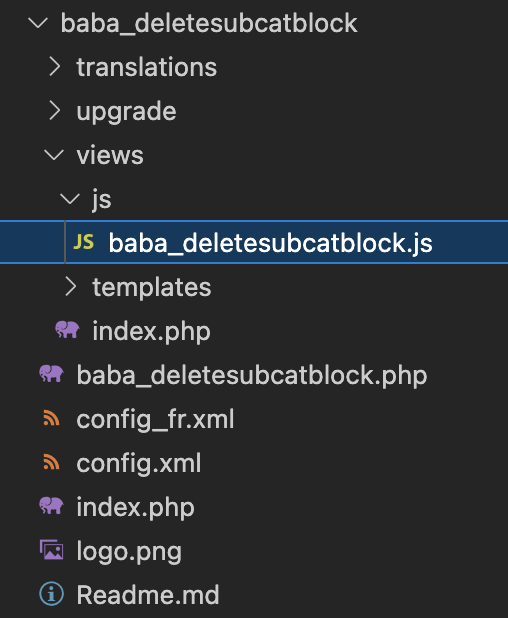 baba_deletesubcatblock
translations
upgrade
views
js
JS baba_deletesubcatblock.js
templates
index.php
baba_deletesubcatblock.php
config_fr.xml
config.xml
index.php
logo.png
Readme.md